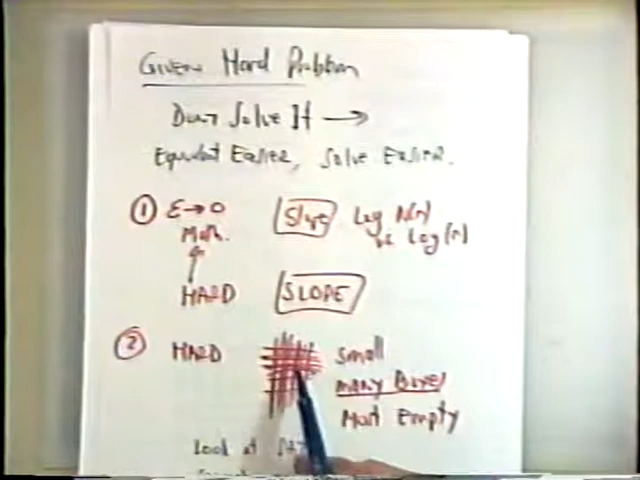 Given Hard Problem
Don't Solve It →
Equivalent Easier, Solve Easier.
① ε→0 Slope Log N(r)
Math. vs Log(r)
HARD SLOPE
② HARD Small
many Boxes
Most Empty
Look at